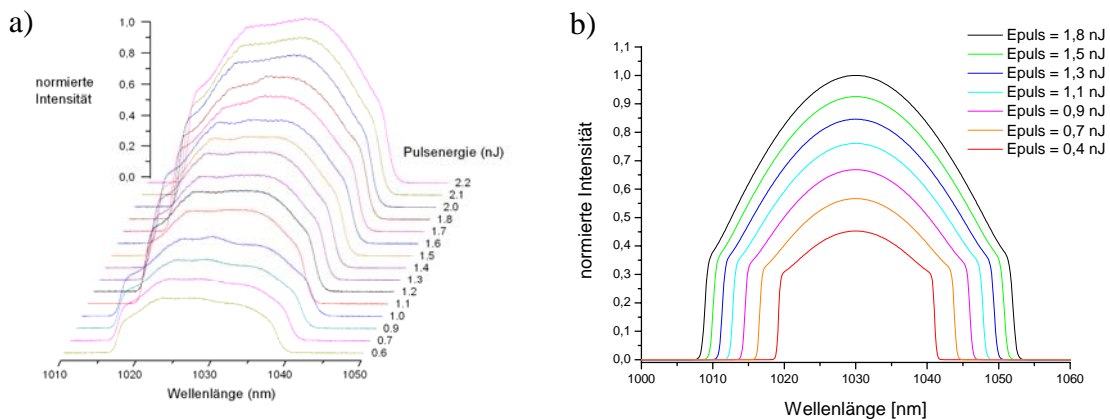 a)
1,0
0,8
0,6
0,4
0,2
0,0
normierte
Intensität
Pulsenergie (nJ)
2.2
2.1
2.0
1.8
1.7
1.6
1.5
1.4
1.3
1.2
1.1
1.0
0.9
0.7
0.6
1010 1020 1030 1040 1050
Wellenlänge (nm)
b)
Epuls = 1,8 nJ
Epuls = 1,5 nJ
Epuls = 1,3 nJ
Epuls = 1,1 nJ
Epuls = 0,9 nJ
Epuls = 0,7 nJ
Epuls = 0,4 nJ
1,1
1,0
0,9
0,8
0,7
0,6
0,5
0,4
0,3
0,2
0,1
0,0
normierte Intensität
1000 1010 1020 1030 1040 1050 1060
Wellenlänge [nm]